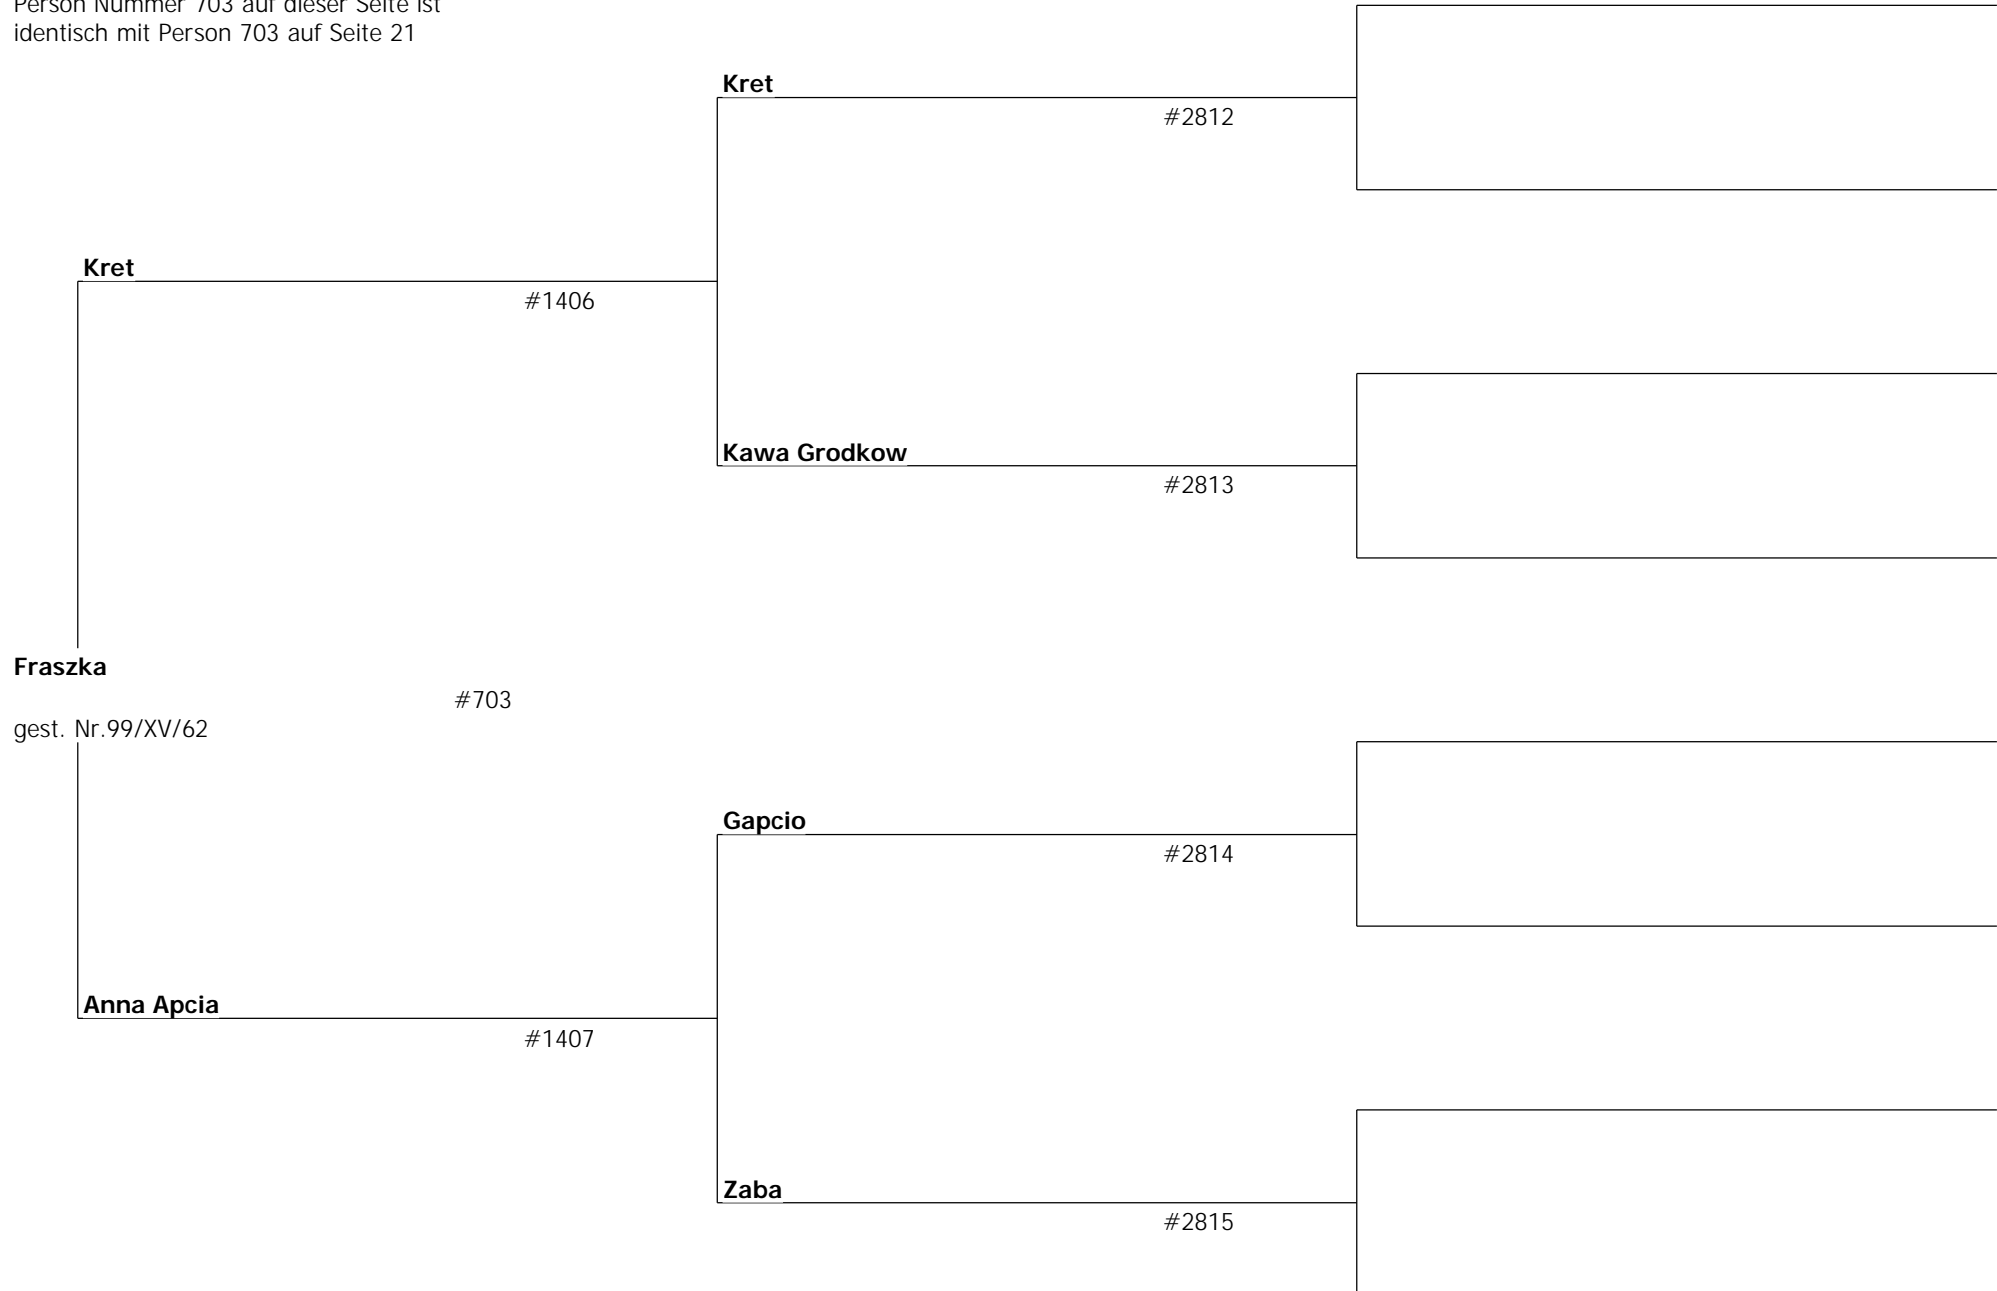 Person Nummer 703 auf dieser Seite ist
identisch mit Person 703 auf Seite 21
Kret
#2812
Kret
#1406
Kawa Grodkow
#2813
Fraszka
#703
gest. Nr.99/XV/62
Gapcio
#2814
Anna Apcia
#1407
Zaba
#2815